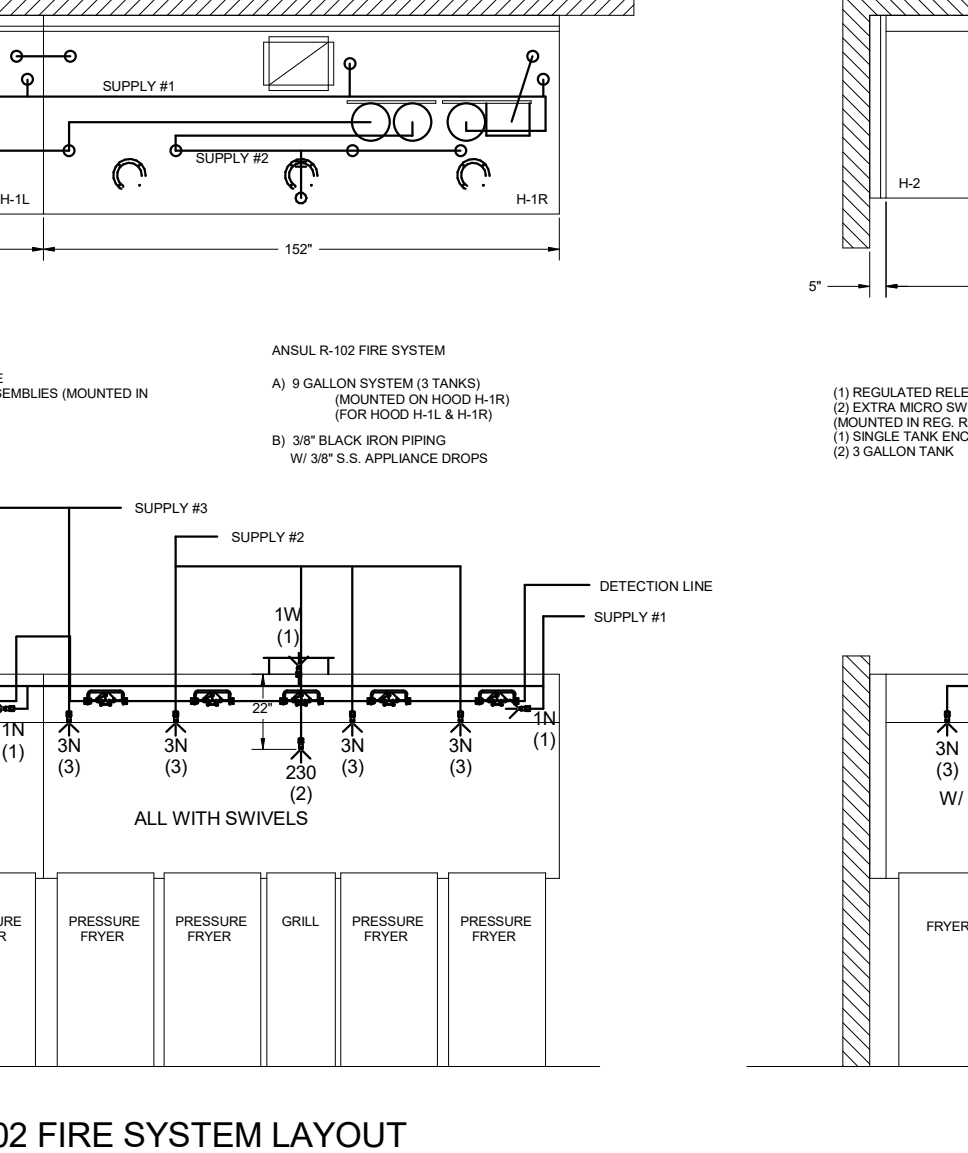 SUPPLY #1
SUPPLY #2
H-1L
H-1R
H-2
152"
5"
ANSUL R-102 FIRE SYSTEM
A) 9 GALLON SYSTEM (3 TANKS)
(MOUNTED ON HOOD H-1R)
(FOR HOOD H-1L & H-1R)
B) 3/8" BLACK IRON PIPING
W/ 3/8" S.S. APPLIANCE DROPS
E
SEMBLIES (MOUNTED IN
(1) REGULATED RELE
(2) EXTRA MICRO SW
(MOUNTED IN REG. R
(1) SINGLE TANK ENC
(2) 3 GALLON TANK
SUPPLY #3
SUPPLY #2
DETECTION LINE
SUPPLY #1
1W
(1)
22"
1N
(1)
3N
(3)
3N
(3)
230
(2)
3N
(3)
3N
(3)
1N
(1)
3N
(3)
W/
ALL WITH SWIVELS
URE
R
PRESSURE
FRYER
PRESSURE
FRYER
GRILL
PRESSURE
FRYER
PRESSURE
FRYER
FRYER
02 FIRE SYSTEM LAYOUT